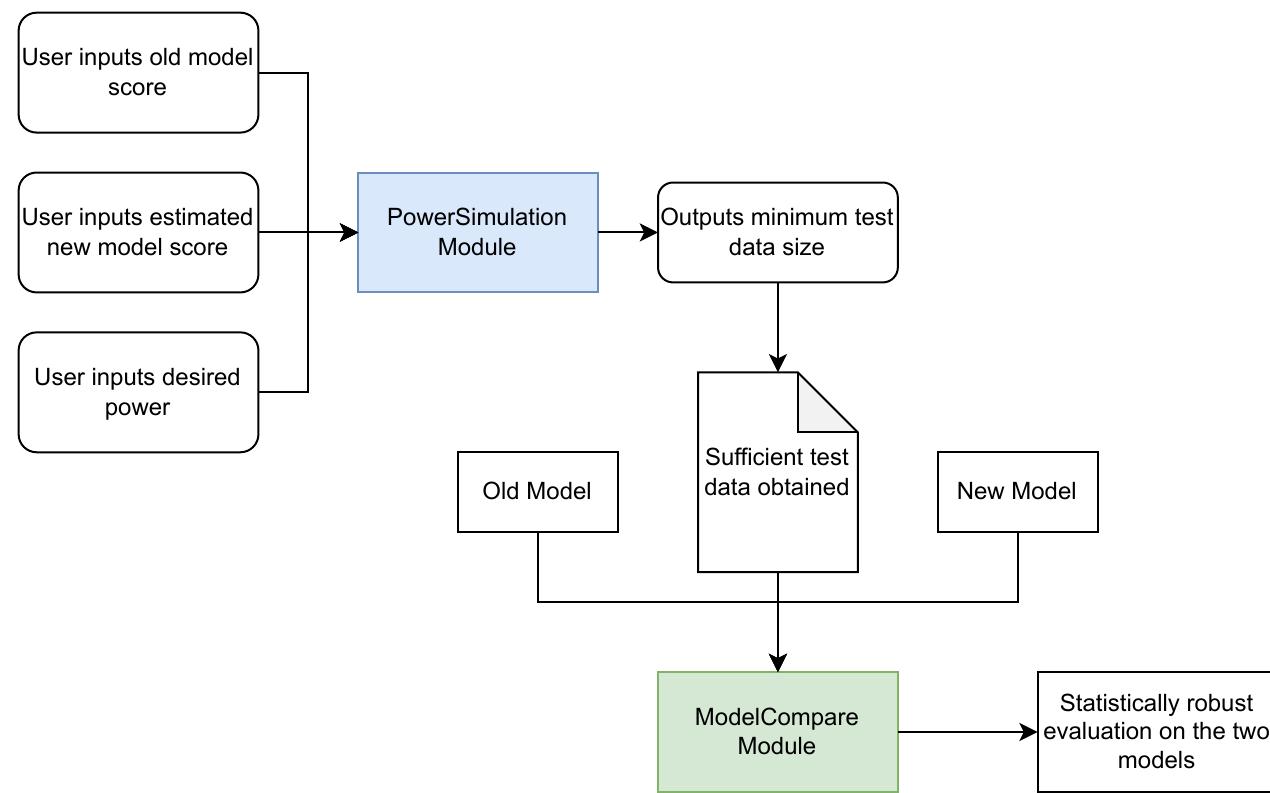 User inputs old model
score
User inputs estimated
new model score
User inputs desired
power
PowerSimulation
Module
Outputs minimum test
data size
Sufficient test
data obtained
Old Model
New Model
ModelCompare
Module
Statistically robust
evaluation on the two
models